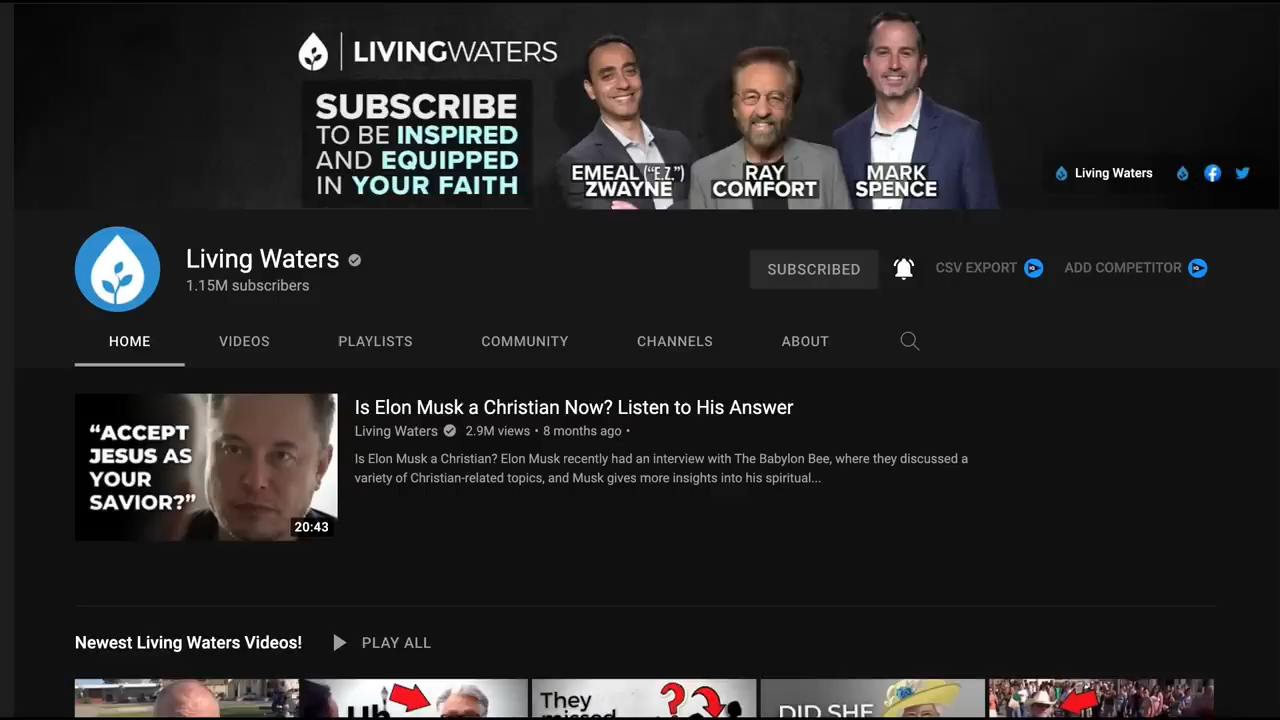 LIVINGWATERS
SUBSCRIBE
TO BE INSPIRED
AND EQUIPPED
IN YOUR FAITH
EMEAL ("E.Z.")
ZWAYNE
RAY
COMFORT
MARK
SPENCE
Living Waters
Living Waters
1.15M subscribers
SUBSCRIBED
CSV EXPORT
ADD COMPETITOR
HOME
VIDEOS
PLAYLISTS
COMMUNITY
CHANNELS
ABOUT
"ACCEPT
JESUS AS
YOUR
SAVIOR?"
20:43
Is Elon Musk a Christian Now? Listen to His Answer
Living Waters 2.9M views • 8 months ago •
Is Elon Musk a Christian? Elon Musk recently had an interview with The Babylon Bee, where they discussed a
variety of Christian-related topics, and Musk gives more insights into his spiritual...
Newest Living Waters Videos!
PLAY ALL
Uh
They
missed
DID SHE